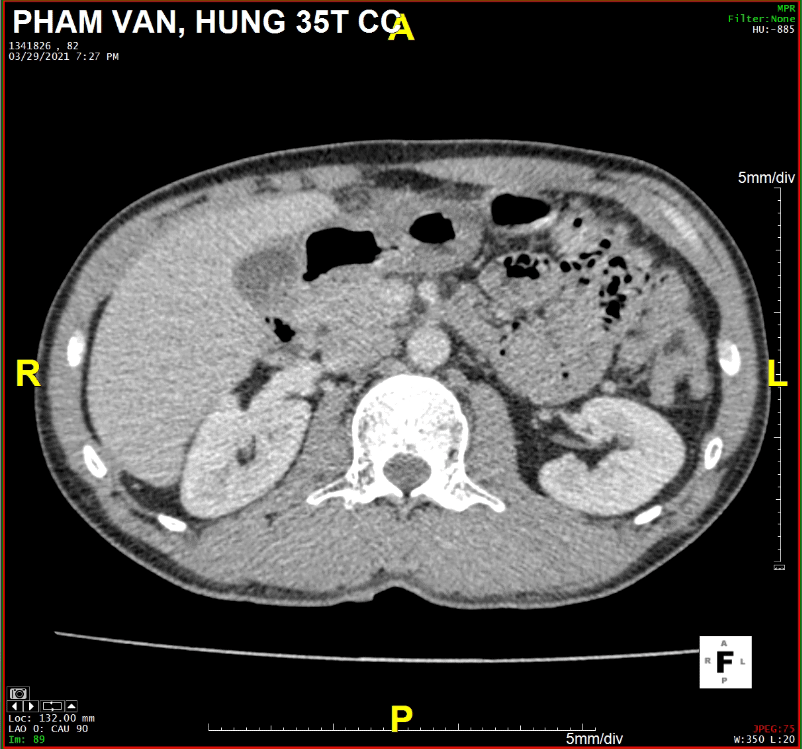 PHAM VAN, HUNG 35T CO
A
1341826 , 82
03/29/2021 7:27 PM
MPR
Filter:None
HU:-885
5mm/div
R
L
A
R F L
P
Loc: 132.00 mm
LAO 0: CAU 90
Im: 89
P
5mm/div
JPEG:75
W:350 L:20